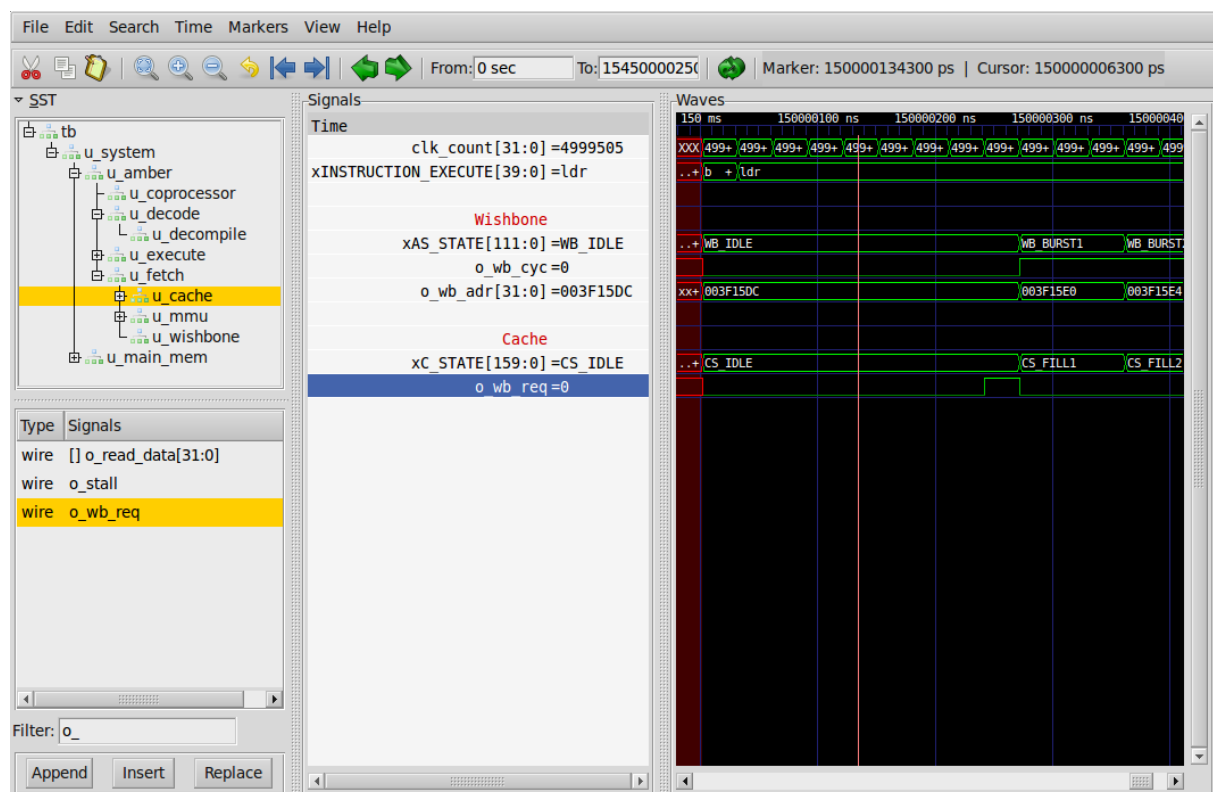 File Edit Search Time Markers View Help
From: 0 sec To: 1545000025( Marker: 150000134300 ps | Cursor: 150000006300 ps
SST
tb
u_system
u_amber
u_coprocessor
u_decode
u_decompile
u_execute
u_fetch
u_cache
u_mmu
u_wishbone
u_main_mem
Type Signals
wire [] o_read_data[31:0]
wire o_stall
wire o_wb_req
Filter: o_
Append Insert Replace
Signals
Time
clk_count[31:0] =4999505
xINSTRUCTION_EXECUTE[39:0] =ldr
Wishbone
xAS_STATE[111:0] =WB_IDLE
o_wb_cyc =0
o_wb_adr[31:0] =003F15DC
Cache
xC_STATE[159:0] =CS_IDLE
o_wb_req =0
Waves
150 ms 150000100 ns 150000200 ns 150000300 ns 15000040
XXX 499+ 499+ 499+ 499+ 499+ 499+ 499+ 499+ 499+ 499+ 499+ 499+ 499+ 499
..+ b + ldr
..+ WB_IDLE WB_BURST1 WB_BURST2
xx+ 003F15DC 003F15E0 003F15E4
..+ CS_IDLE CS_FILL1 CS_FILL2